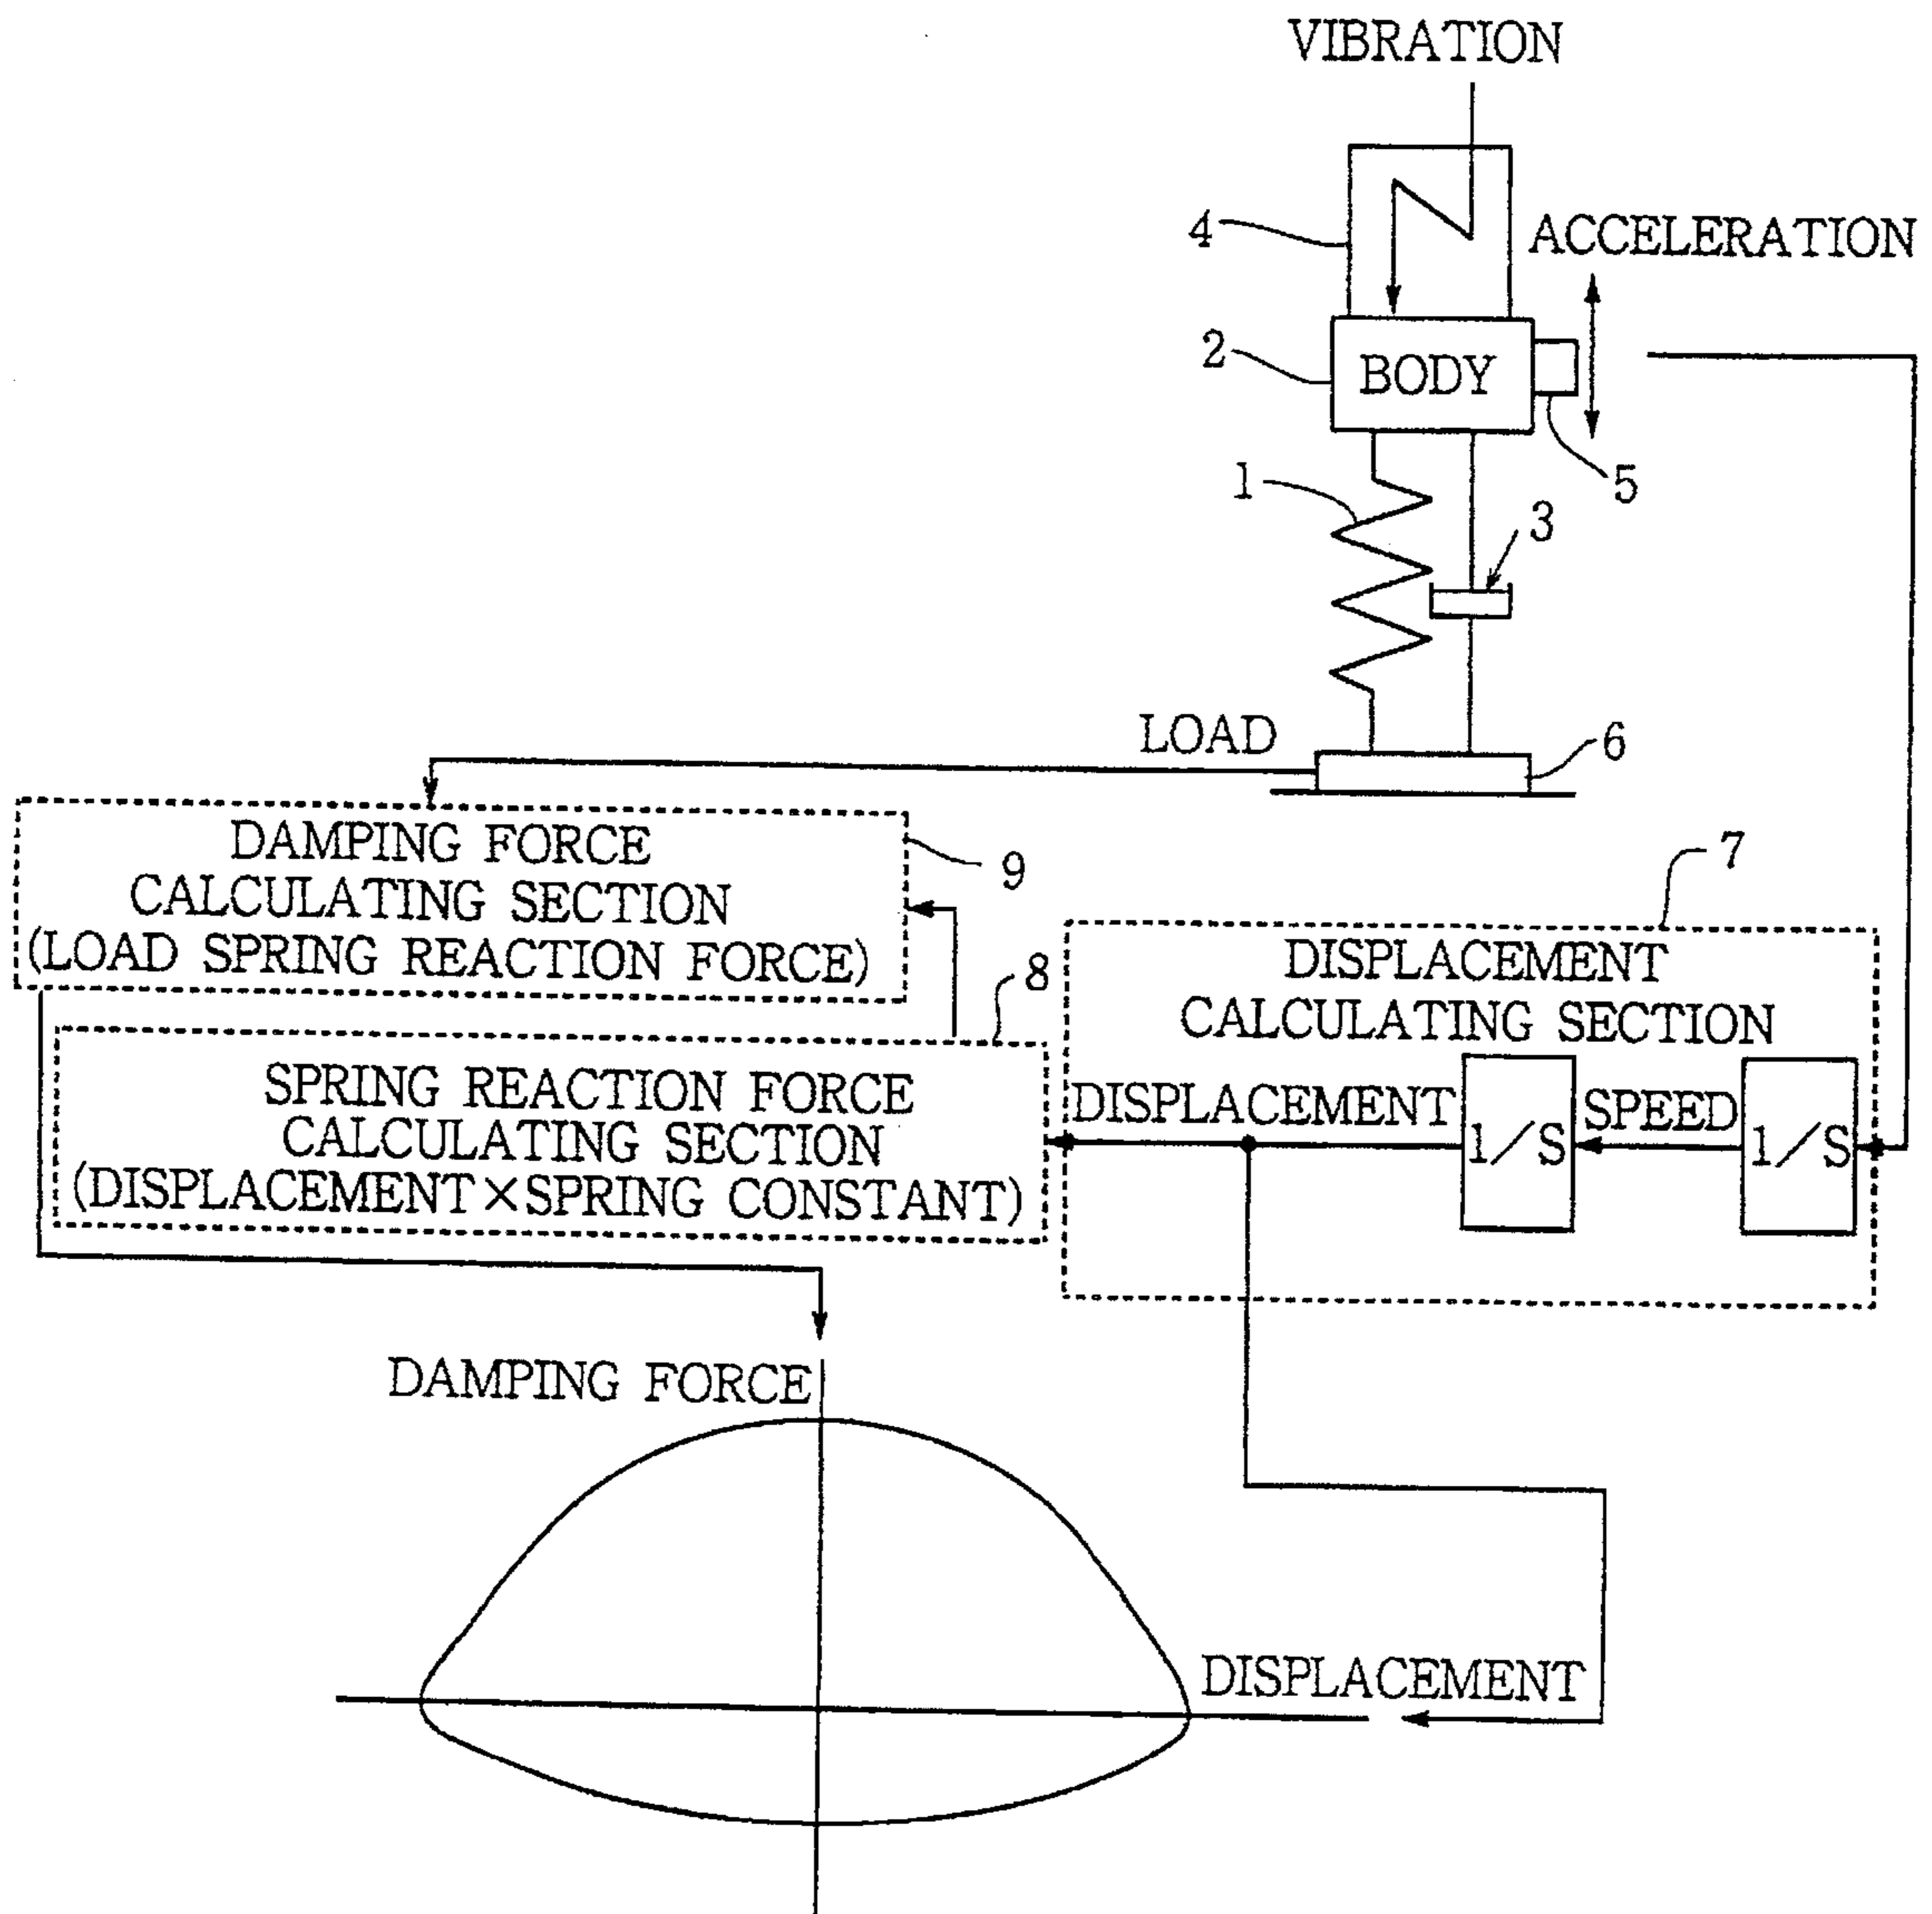 VIBRATION
4
ACCELERATION
2
BODY
5
1
3
LOAD
6
DAMPING FORCE
CALCULATING SECTION
(LOAD SPRING REACTION FORCE)
9
7
DISPLACEMENT
CALCULATING SECTION
8
SPRING REACTION FORCE
CALCULATING SECTION
(DISPLACEMENT×SPRING CONSTANT)
DISPLACEMENT
1/S
SPEED
1/S
DAMPING FORCE
DISPLACEMENT